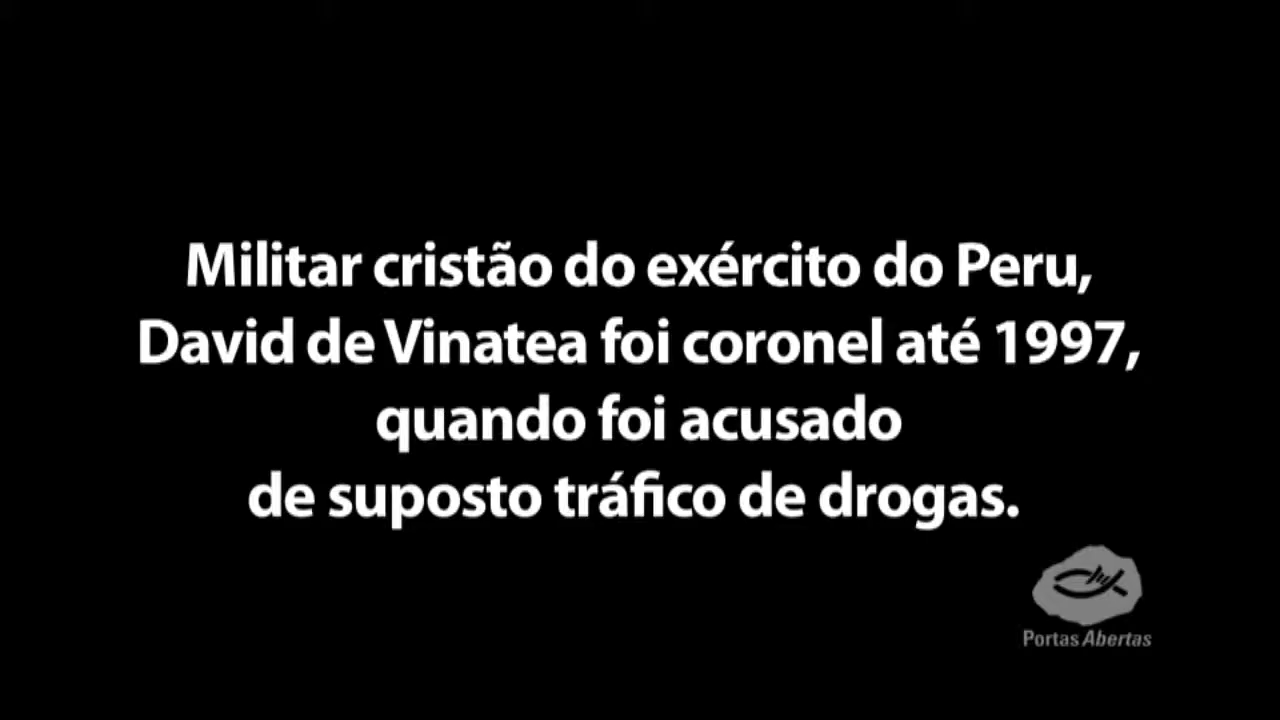 Militar cristão do exército do Peru,
David de Vinatea foi coronel até 1997,
quando foi acusado
de suposto tráfico de drogas.
Portas Abertas